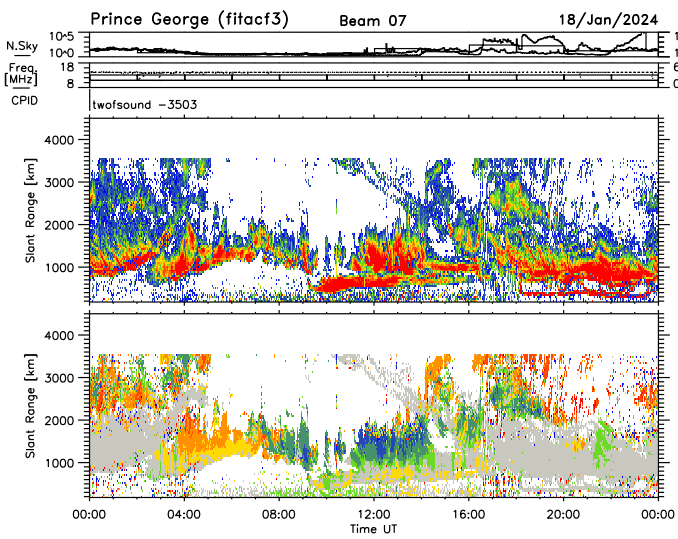 Prince George (fitacf3) Beam 07 18/Jan/2024
N.Sky 10+5 10+0
Freq. [MHz] 18 8
CPID twofsound -3503
Slant Range [km] 4000 3000 2000 1000
Slant Range [km] 4000 3000 2000 1000
00:00 04:00 08:00 12:00 16:00 20:00 00:00
Time UT